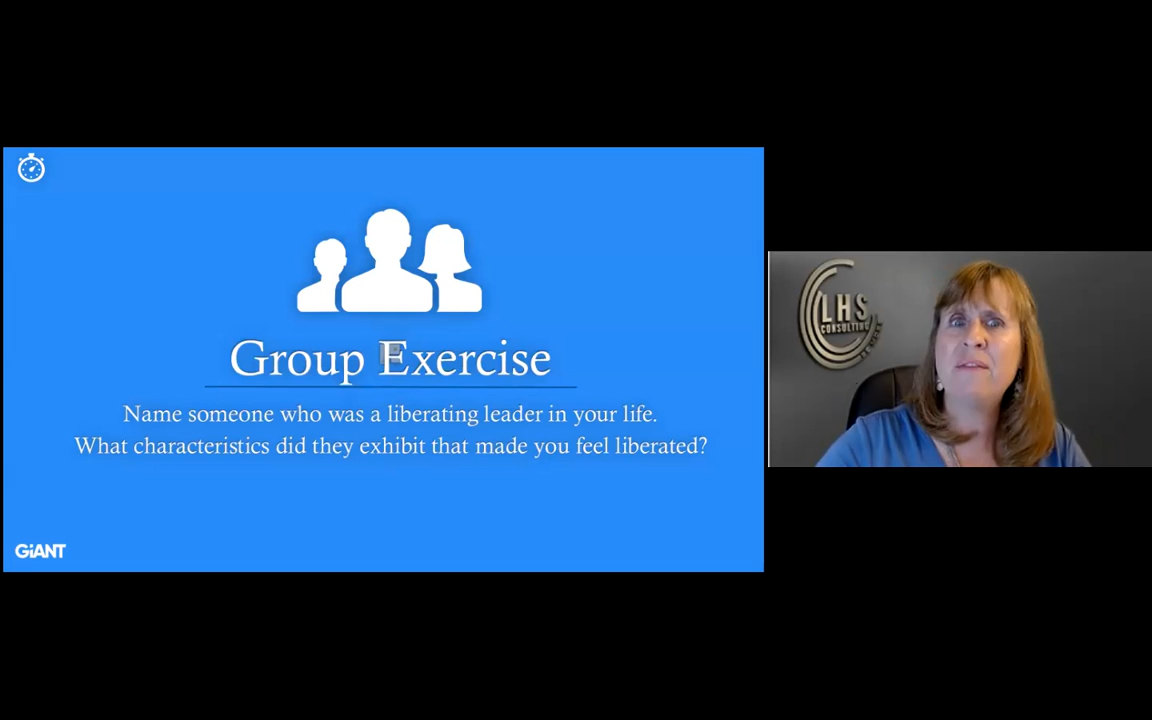 Group Exercise
Name someone who was a liberating leader in your life.
What characteristics did they exhibit that made you feel liberated?
GiANT
LHS
CONSULTING